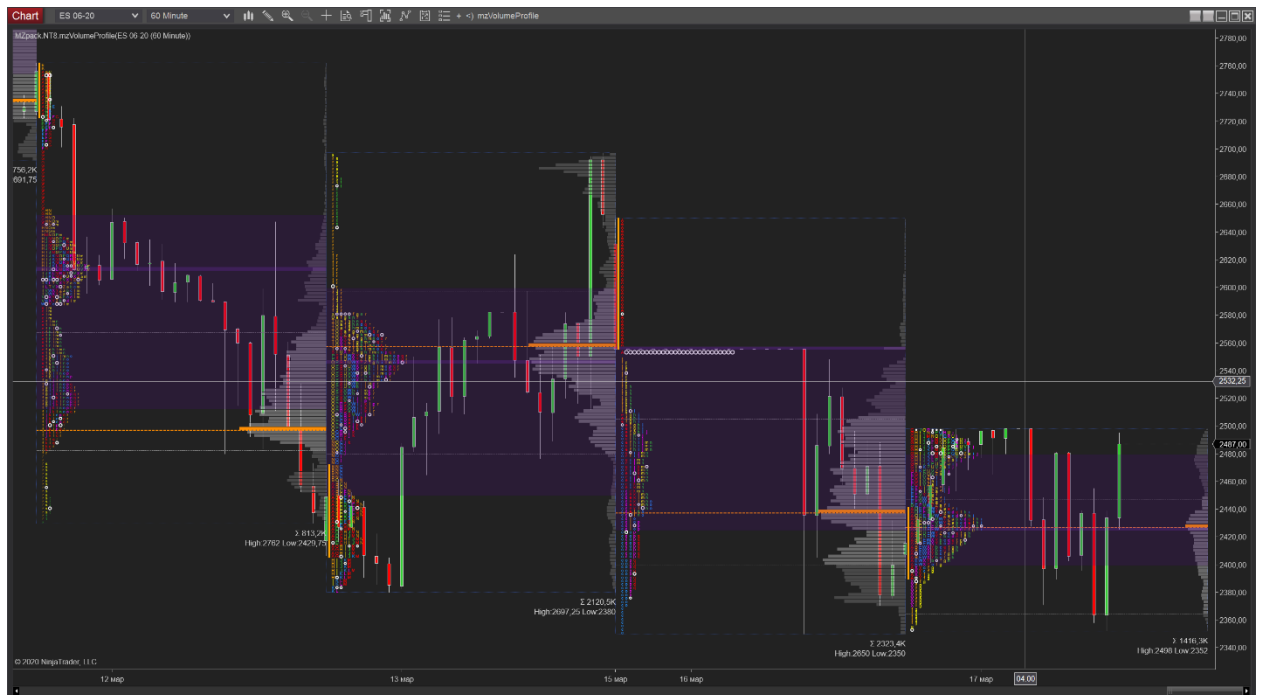 Chart ES 06-20 60 Minute mzVolumeProfile
MZpack.NT8.mzVolumeProfile(ES 06-20 (60 Minute))
2780,00
2760,00
2740,00
2720,00
2700,00
2680,00
2660,00
2640,00
2620,00
2600,00
2580,00
2560,00
2540,00
2532,25
2520,00
2500,00
2487,00
2480,00
2460,00
2440,00
2420,00
2400,00
2380,00
2360,00
2340,00
756,2K
691,75
Σ 813,2K
High:2762 Low:2429,75
Σ 2120,5K
High:2697,25 Low:2380
Σ 2323,4K
High:2650 Low:2350
Σ 1416,3K
High:2498 Low:2352
© 2020 NinjaTrader, LLC
12 мар 13 мар 15 мар 16 мар 17 мар 04:00